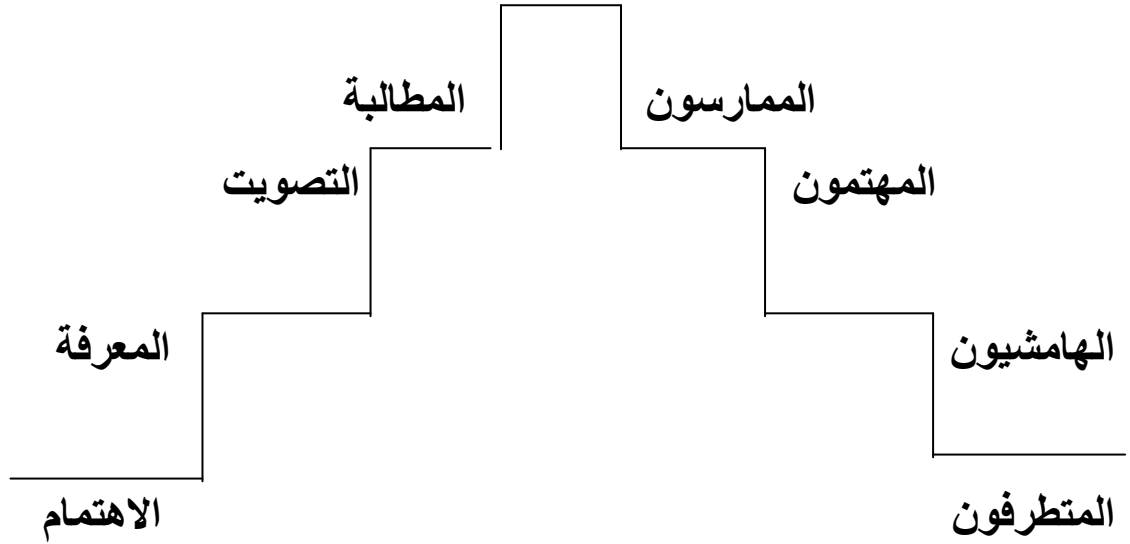 الممارسون
المطالبة
المهتمون
التصويت
الهامشيون
المعرفة
المتطرفون
الاهتمام